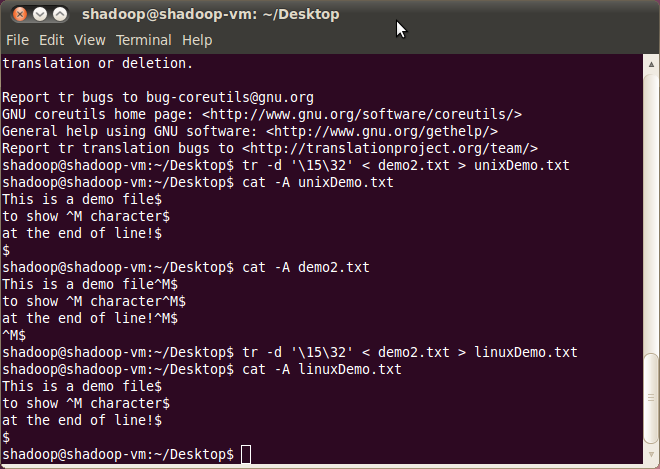 shadoop@shadoop-vm: ~/Desktop
File Edit View Terminal Help
translation or deletion.
Report tr bugs to bug-coreutils@gnu.org
GNU coreutils home page: <http://www.gnu.org/software/coreutils/>
General help using GNU software: <http://www.gnu.org/gethelp/>
Report tr translation bugs to <http://translationproject.org/team/>
shadoop@shadoop-vm:~/Desktop$ tr -d '\15\32' < demo2.txt > unixDemo.txt
shadoop@shadoop-vm:~/Desktop$ cat -A unixDemo.txt
This is a demo file$
to show ^M character$
at the end of line!$
$
shadoop@shadoop-vm:~/Desktop$ cat -A demo2.txt
This is a demo file^M$
to show ^M character^M$
at the end of line!^M$
^M$
shadoop@shadoop-vm:~/Desktop$ tr -d '\15\32' < demo2.txt > linuxDemo.txt
shadoop@shadoop-vm:~/Desktop$ cat -A linuxDemo.txt
This is a demo file$
to show ^M character$
at the end of line!$
$
shadoop@shadoop-vm:~/Desktop$